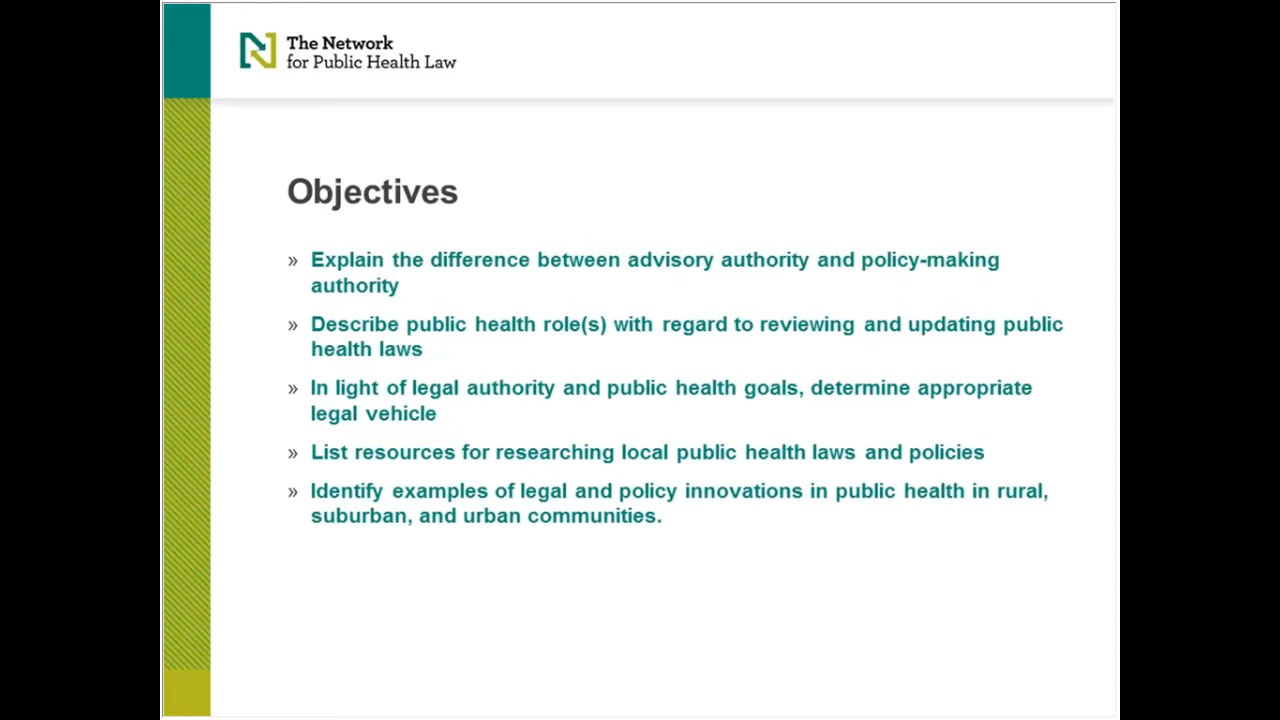 The Network
for Public Health Law
Objectives
» Explain the difference between advisory authority and policy-making
authority
» Describe public health role(s) with regard to reviewing and updating public
health laws
» In light of legal authority and public health goals, determine appropriate
legal vehicle
» List resources for researching local public health laws and policies
» Identify examples of legal and policy innovations in public health in rural,
suburban, and urban communities.